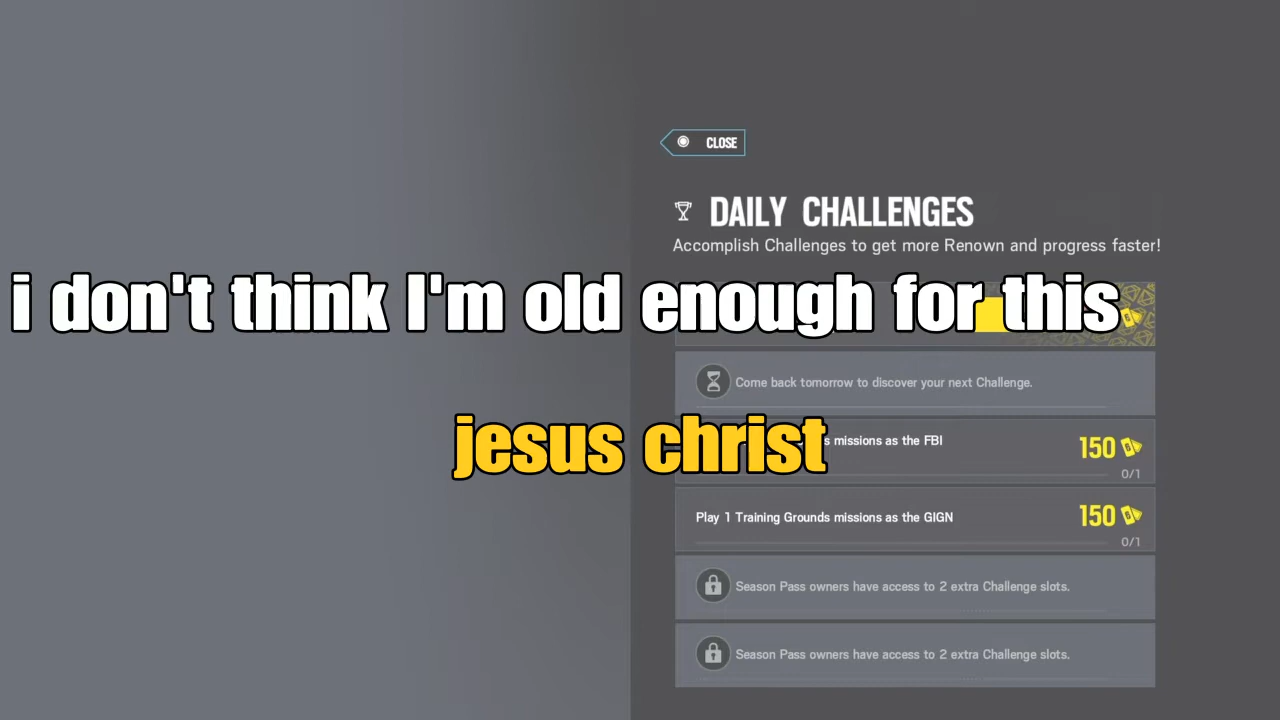 CLOSE
DAILY CHALLENGES
Accomplish Challenges to get more Renown and progress faster!
i don't think I'm old enough for this
Come back tomorrow to discover your next Challenge.
jesus christ
missions as the FBI
150
0/1
Play 1 Training Grounds missions as the GIGN
150
0/1
Season Pass owners have access to 2 extra Challenge slots.
Season Pass owners have access to 2 extra Challenge slots.